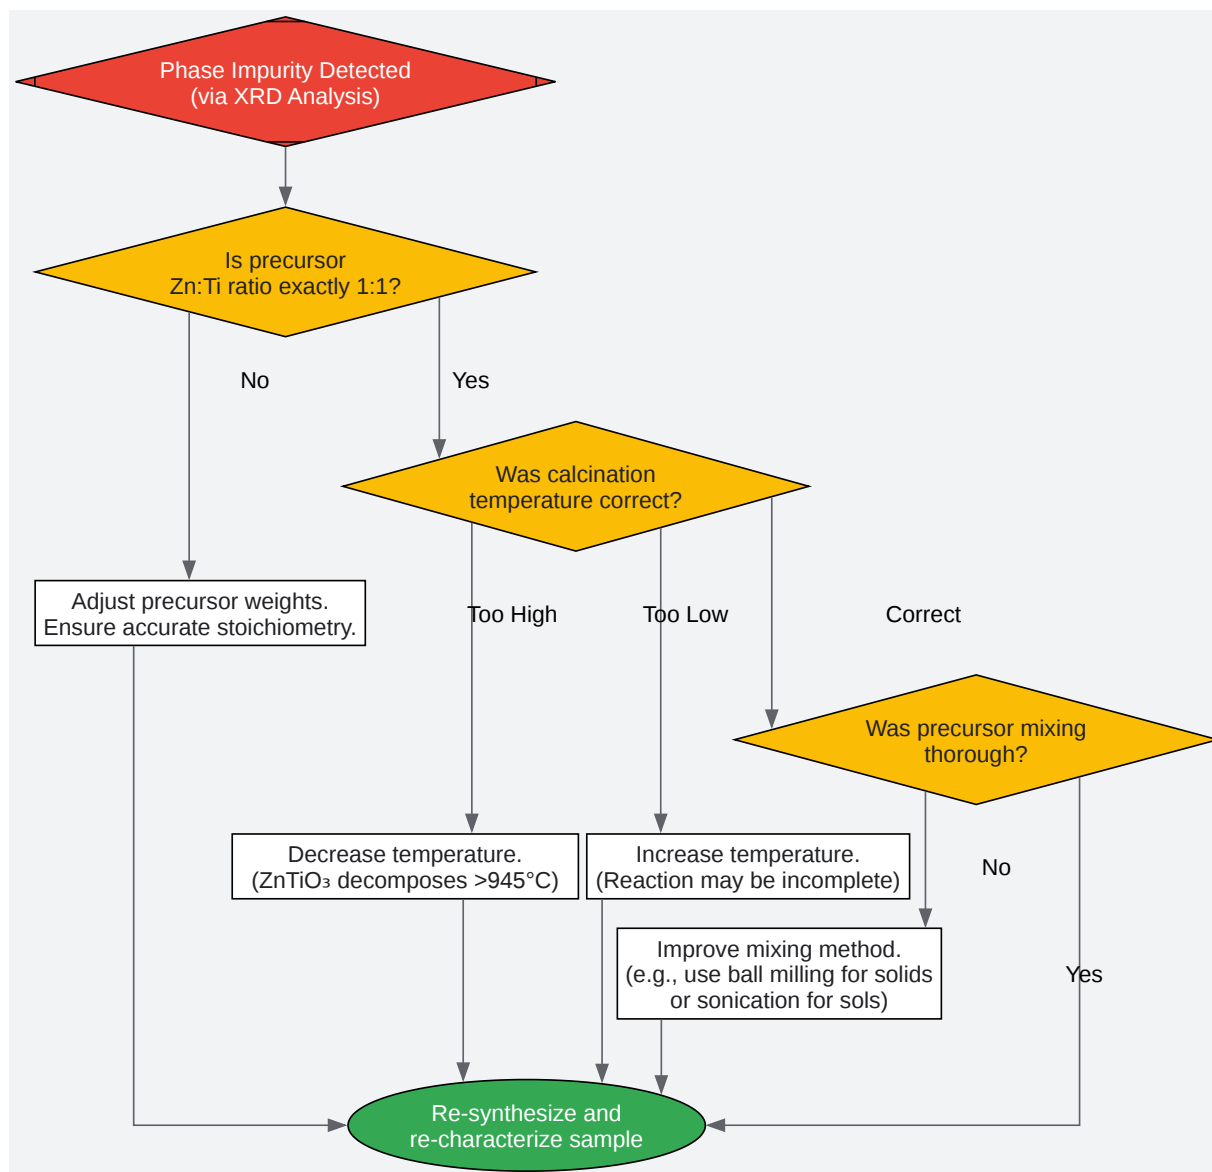 Phase Impurity Detected
(via XRD Analysis)
Is precursor
Zn:Ti ratio exactly 1:1?
No
Yes
Was calcination
temperature correct?
Adjust precursor weights.
Ensure accurate stoichiometry.
Too High
Too Low
Correct
Was precursor mixing
thorough?
Decrease temperature.
(ZnTiO₃ decomposes >945°C)
Increase temperature.
(Reaction may be incomplete)
No
Improve mixing method.
(e.g., use ball milling for solids
or sonication for sols)
Yes
Re-synthesize and
re-characterize sample